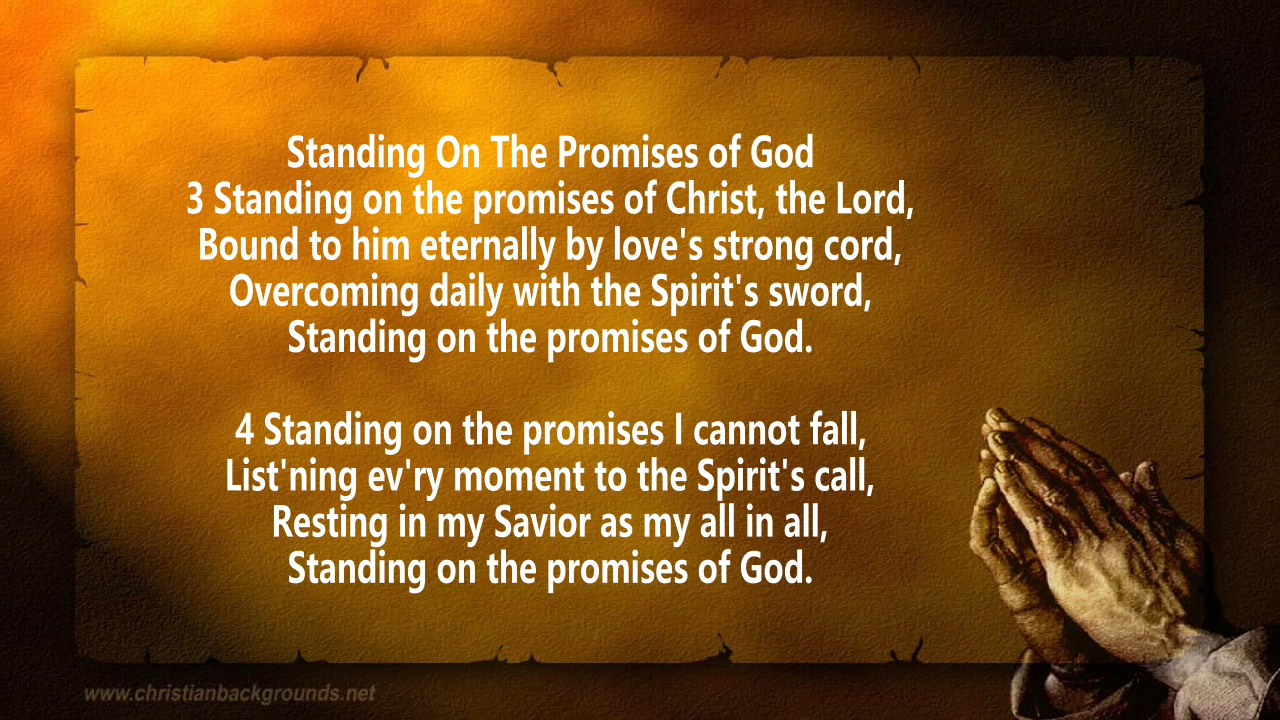 Standing On The Promises of God
3 Standing on the promises of Christ, the Lord,
Bound to him eternally by love's strong cord,
Overcoming daily with the Spirit's sword,
Standing on the promises of God.

4 Standing on the promises I cannot fall,
List'ning ev'ry moment to the Spirit's call,
Resting in my Savior as my all in all,
Standing on the promises of God.
www.christianbackgrounds.net